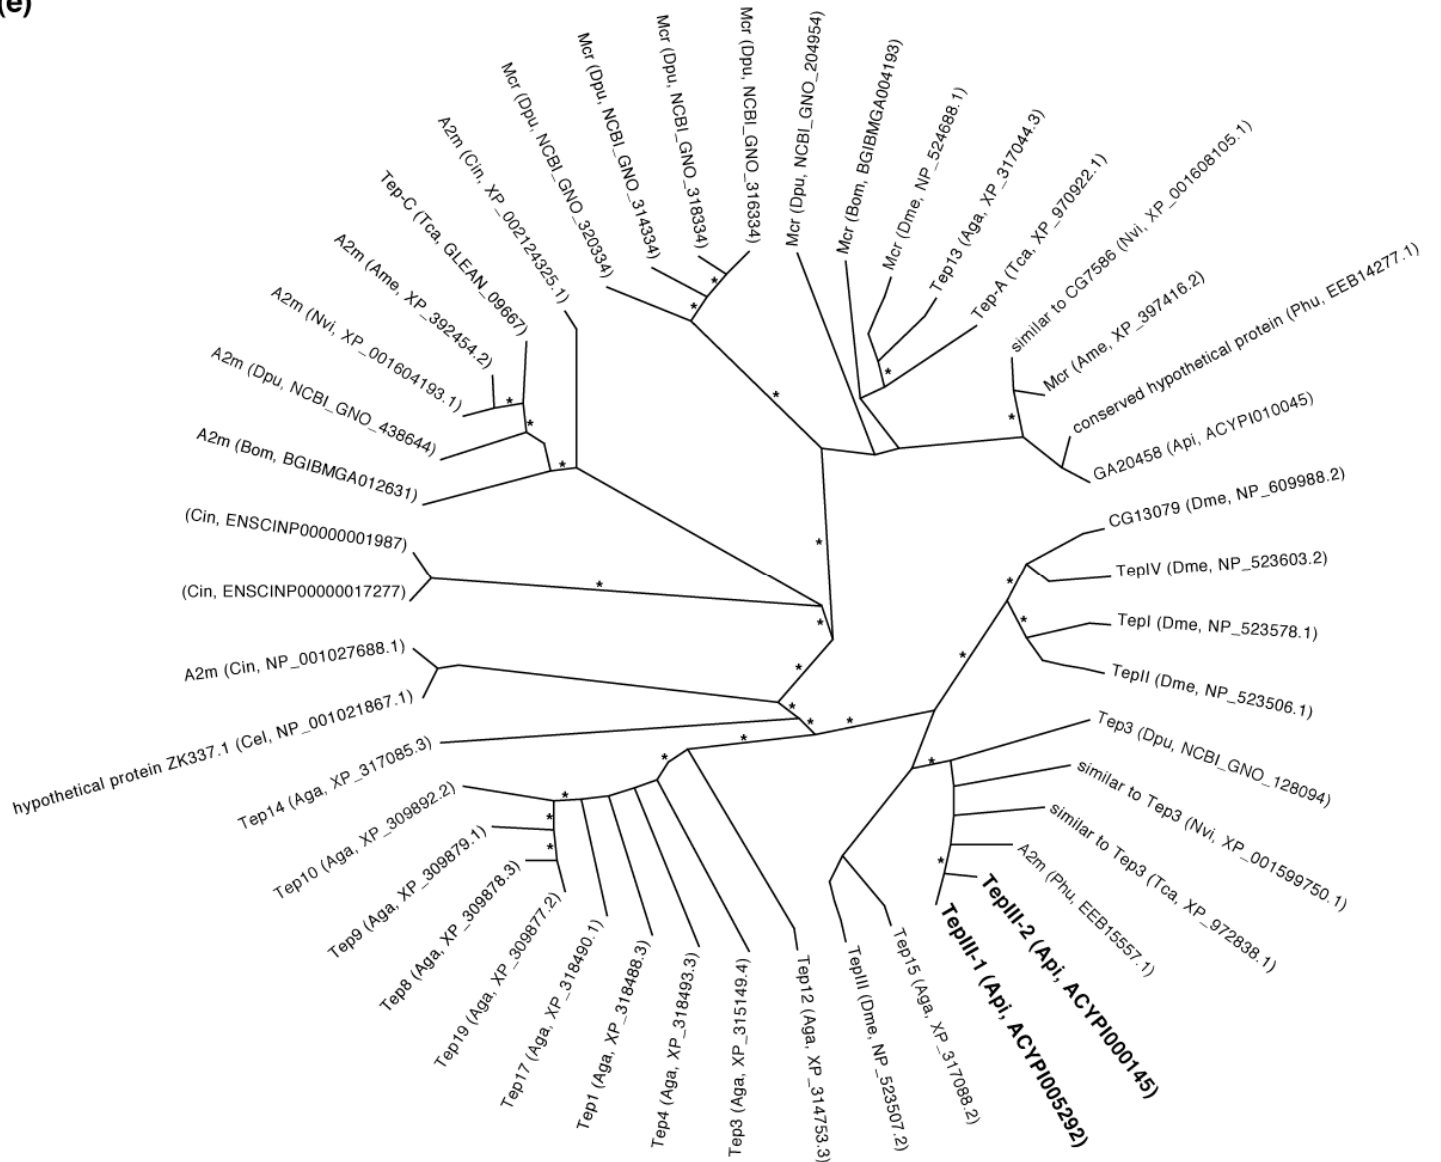 (e)
Mcr (Dpu, NCBI_GNO_320334)
Mcr (Dpu, NCBI_GNO_314334)
Mcr (Dpu, NCBI_GNO_318334)
Mcr (Dpu, NCBI_GNO_316334)
Mcr (Dpu, NCBI_GNO_204954)
Mcr (Bom, BGIBMGA004193)
Mcr (Dme, NP_524688.1)
Tep13 (Aga, XP_317044.3)
Tep-A (Tca, XP_970922.1)
similar to CG7586 (Nvi, XP_001608105.1)
Mcr (Ame, XP_397416.2)
conserved hypothetical protein (Phu, EEB14277.1)
GA20458 (Api, ACYPI010045)
CG13079 (Dme, NP_609988.2)
TepIV (Dme, NP_523603.2)
TepI (Dme, NP_523578.1)
TepII (Dme, NP_523506.1)
Tep3 (Dpu, NCBI_GNO_128094)
similar to Tep3 (Nvi, XP_001599750.1)
similar to Tep3 (Tca, XP_972838.1)
A2m (Phu, EEB15557.1)
TepIII-2 (Api, ACYPI000145)
TepIII-1 (Api, ACYPI005292)
Tep15 (Aga, XP_317088.2)
TepIII (Dme, NP_523507.2)
Tep12 (Aga, XP_314753.3)
Tep3 (Aga, XP_315149.4)
Tep4 (Aga, XP_318493.3)
Tep1 (Aga, XP_318488.3)
Tep17 (Aga, XP_318490.1)
Tep19 (Aga, XP_309877.2)
Tep8 (Aga, XP_309878.3)
Tep9 (Aga, XP_309879.1)
Tep10 (Aga, XP_309892.2)
Tep14 (Aga, XP_317085.3)
hypothetical protein ZK337.1 (Cel, NP_001021867.1)
A2m (Cin, NP_001027688.1)
(Cin, ENSCINP00000017277)
(Cin, ENSCINP00000001987)
A2m (Bom, BGIBMGA012631)
A2m (Dpu, NCBI_GNO_438644)
A2m (Nvi, XP_001604193.1)
A2m (Ame, XP_392454.2)
Tep-C (Tca, GLEAN_09667)
A2m (Cin, XP_002124325.1)